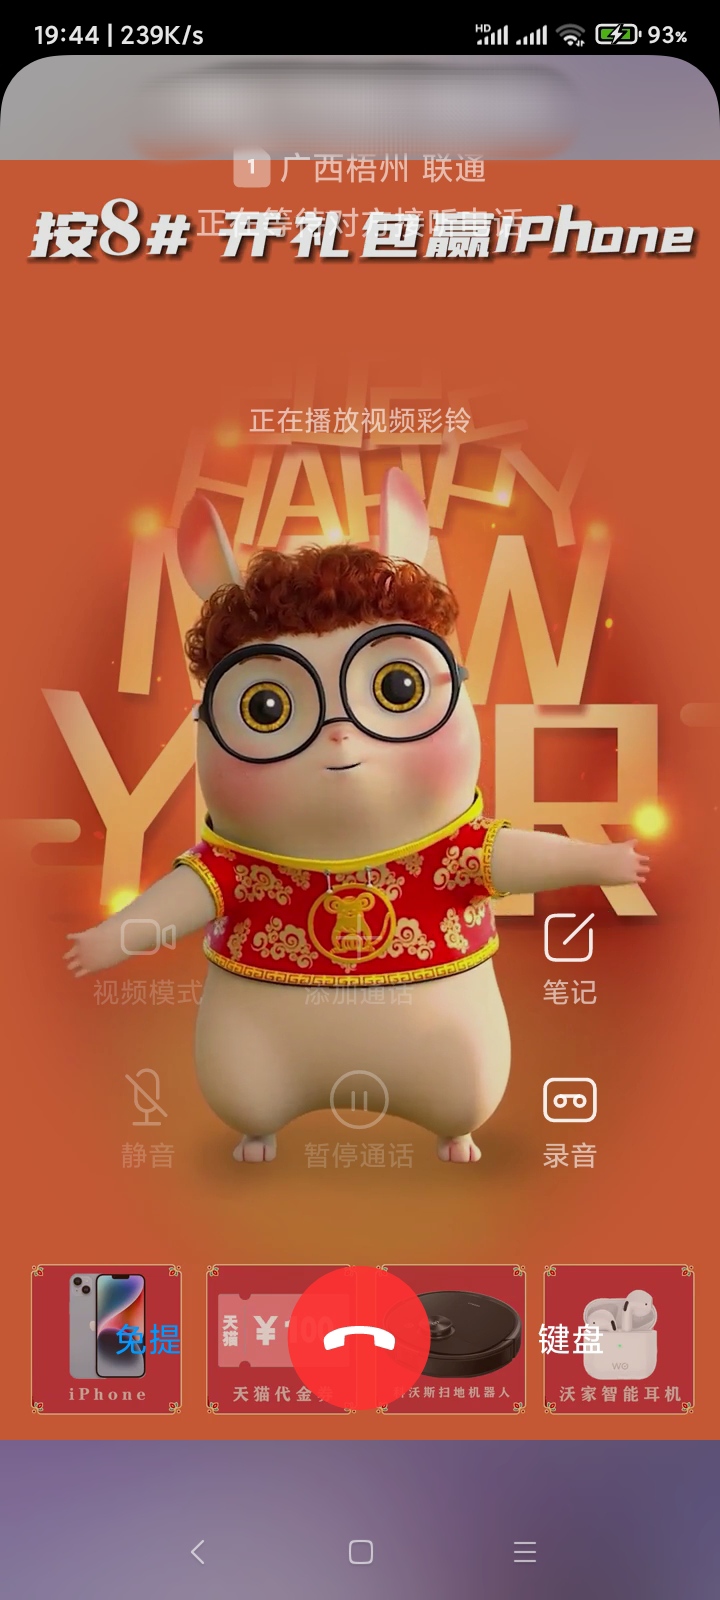 19:44 | 239K/s
HD
93%
1 广西梧州 联通
正在等待对方接听电话
按8# 开礼包赢iPhone
正在播放视频彩铃
HAPPY
NEW
YEAR
视频模式
添加通话
笔记
静音
暂停通话
录音
天猫 ¥100
免提
键盘
WO
iPhone
天猫代金券
科沃斯扫地机器人
沃家智能耳机